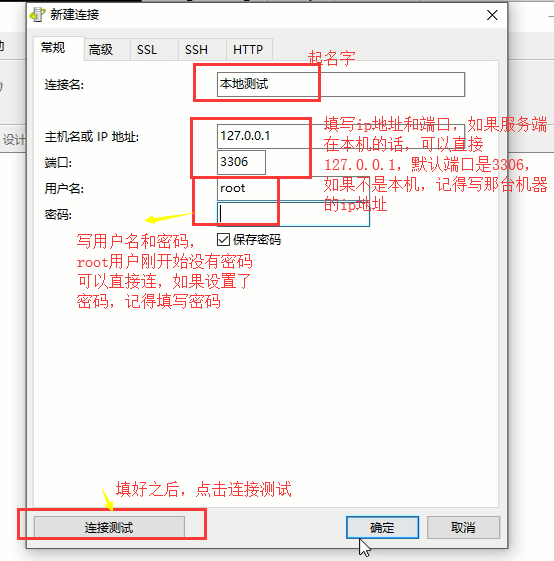 新建连接
常规 高级 SSL SSH HTTP
起名字
连接名: 本地测试
填写ip地址和端口，如果服务端
主机名或 IP 地址: 127.0.0.1
在本机的话，可以直接
端口: 3306
127.0.0.1，默认端口是3306，
用户名: root
如果不是本机，记得写那台机器
的ip地址
密码:
保存密码
写用户名和密码，
root用户刚开始没有密码
可以直接连，如果设置了
密码，记得填写密码
设计
填好之后，点击连接测试
连接测试 确定 取消